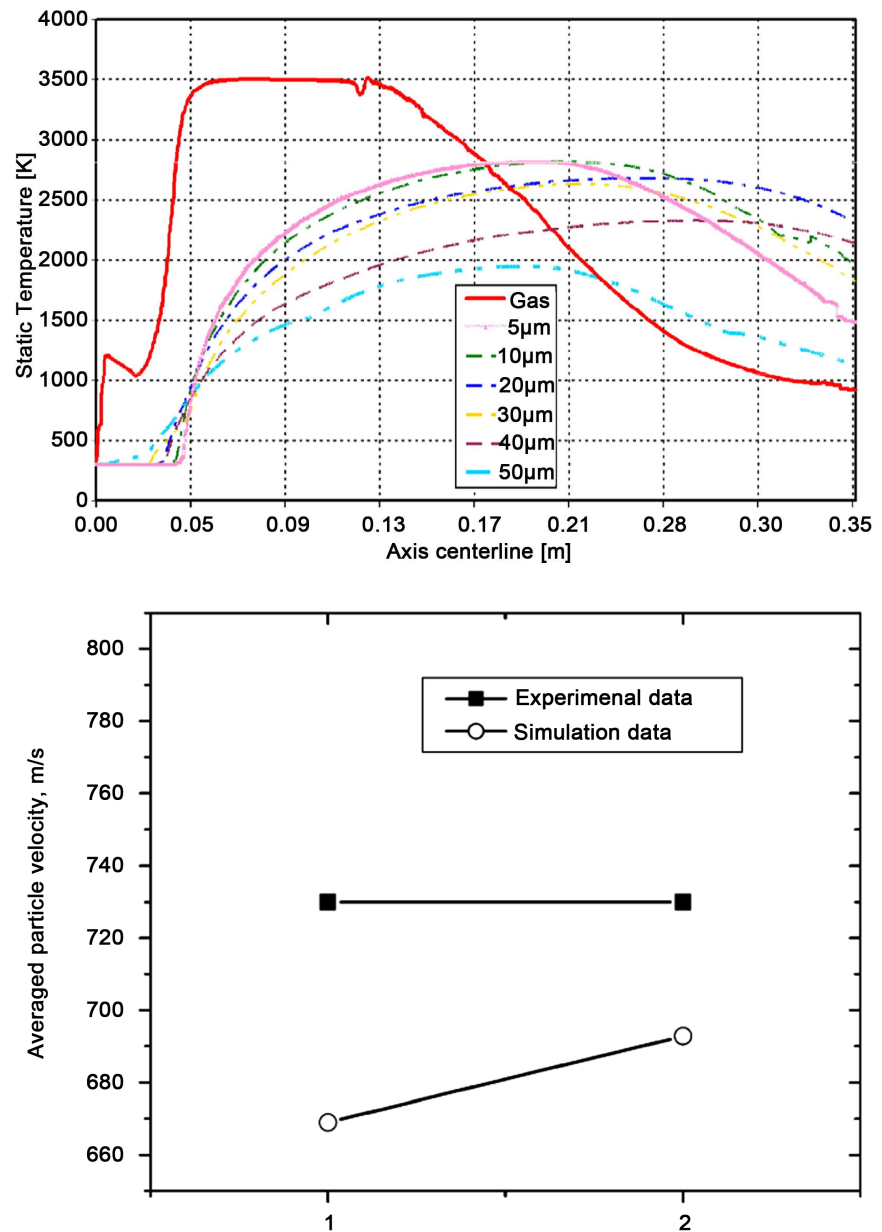 Static Temperature [K]
4000
3500
3000
2500
2000
1500
1000
500
0
Gas
5μm
10μm
20μm
30μm
40μm
50μm
0.00 0.05 0.09 0.13 0.17 0.21 0.28 0.30 0.35
Axis centerline [m]
Averaged particle velocity, m/s
800
780
760
740
720
700
680
660
Experimenal data
Simulation data
1 2